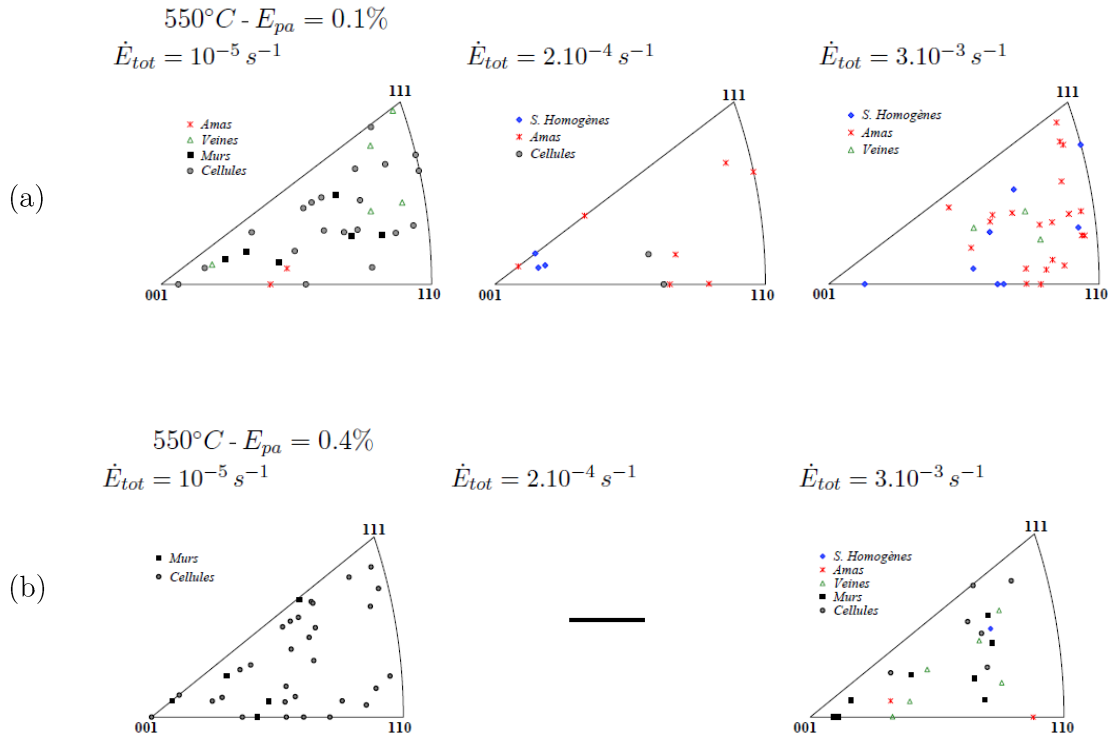 550°C - E_pa = 0.1%
Ė_tot = 10⁻⁵ s⁻¹
Ė_tot = 2.10⁻⁴ s⁻¹
Ė_tot = 3.10⁻³ s⁻¹
(a)
111
Amas
Veines
Murs
Cellules
001
110
111
S. Homogènes
Amas
Cellules
001
110
111
S. Homogènes
Amas
Veines
001
110
550°C - E_pa = 0.4%
Ė_tot = 10⁻⁵ s⁻¹
Ė_tot = 2.10⁻⁴ s⁻¹
Ė_tot = 3.10⁻³ s⁻¹
(b)
111
Murs
Cellules
001
110
111
S. Homogènes
Amas
Veines
Murs
Cellules
001
110